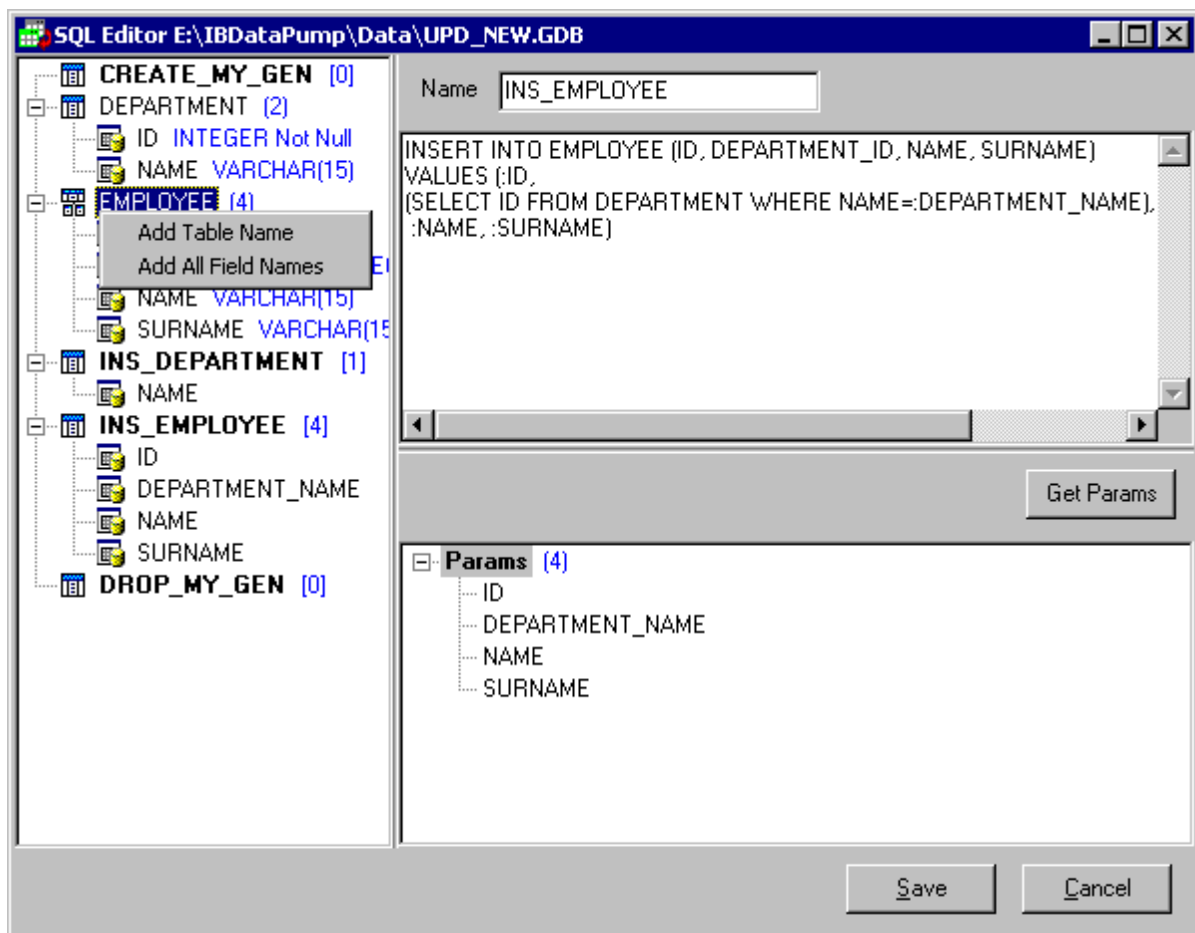 SQL Editor E:\IBDataPump\Data\UPD_NEW.GDB
CREATE_MY_GEN [0]
DEPARTMENT (2)
ID INTEGER Not Null
NAME VARCHAR(15)
EMPLOYEE (4)
Add Table Name
Add All Field Names
NAME VARCHAR(15)
SURNAME VARCHAR(15
INS_DEPARTMENT [1]
NAME
INS_EMPLOYEE [4]
ID
DEPARTMENT_NAME
NAME
SURNAME
DROP_MY_GEN [0]
Name INS_EMPLOYEE
INSERT INTO EMPLOYEE (ID, DEPARTMENT_ID, NAME, SURNAME)
VALUES (:ID,
(SELECT ID FROM DEPARTMENT WHERE NAME=:DEPARTMENT_NAME),
:NAME, :SURNAME)
Get Params
Params (4)
ID
DEPARTMENT_NAME
NAME
SURNAME
Save
Cancel